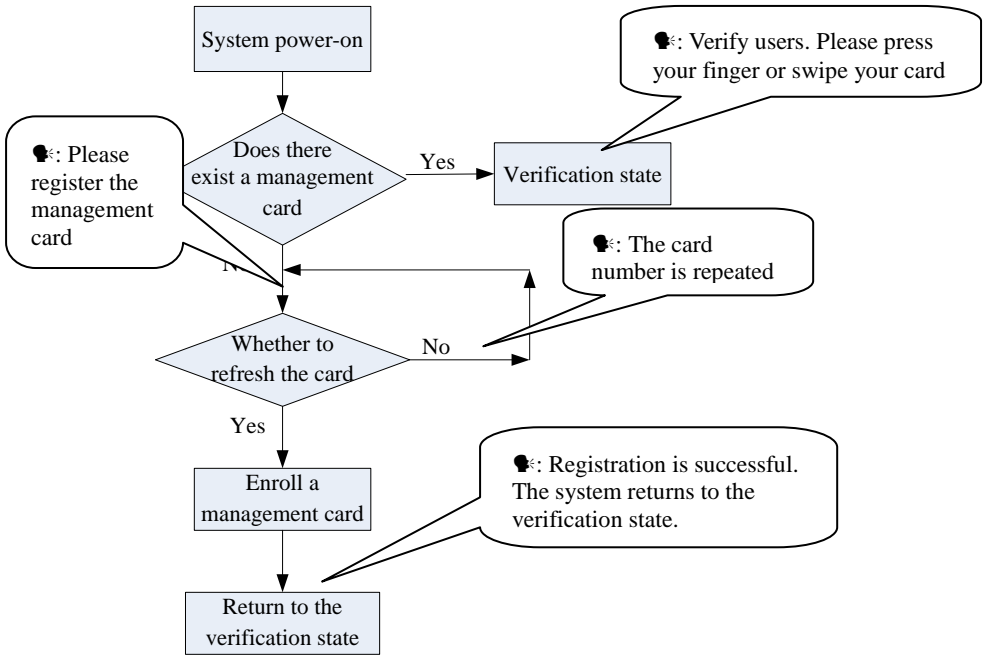 System power-on
🗣: Verify users. Please press
your finger or swipe your card
Does there
exist a management
card
Yes
Verification state
🗣: Please
register the
management
card
🗣: The card
number is repeated
Whether to
refresh the card
No
Yes
Enroll a
management card
🗣: Registration is successful.
The system returns to the
verification state.
Return to the
verification state